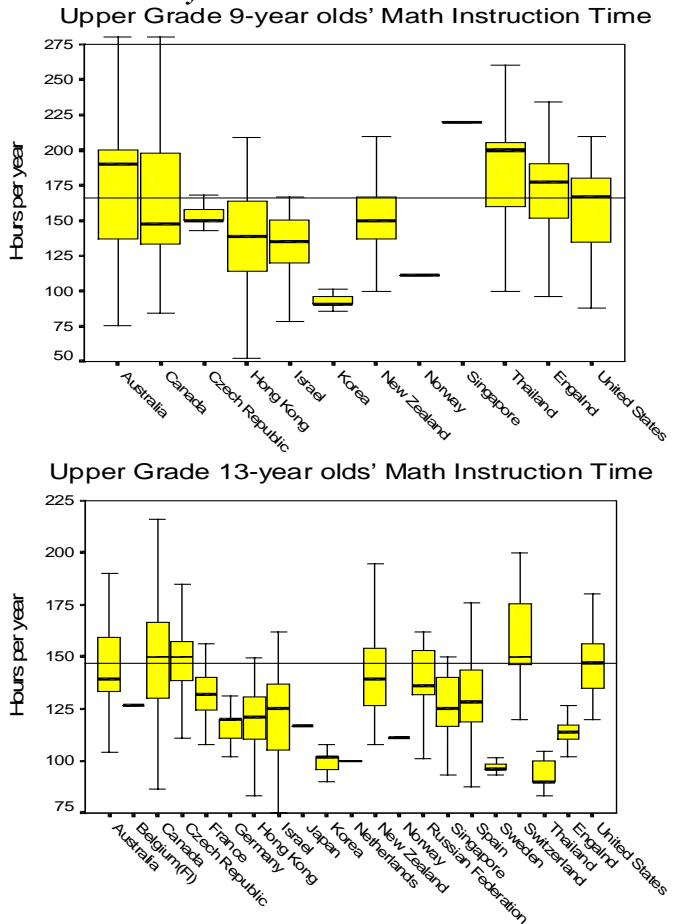 Upper Grade 9-year olds' Math Instruction Time
275
250
225
200
175
150
125
100
75
50
Hours per year
Australia
Canada
Czech Republic
Hong Kong
Israel
Korea
New Zealand
Norway
Singapore
Thailand
Engalnd
United States
Upper Grade 13-year olds' Math Instruction Time
225
200
175
150
125
100
75
Hours per year
Australia
Belgium(Fl)
Canada
Czech Republic
France
Germany
Hong Kong
Israel
Japan
Korea
Netherlands
New Zealand
Norway
Russian Federation
Singapore
Spain
Sweden
Switzerland
Thailand
Engalnd
United States